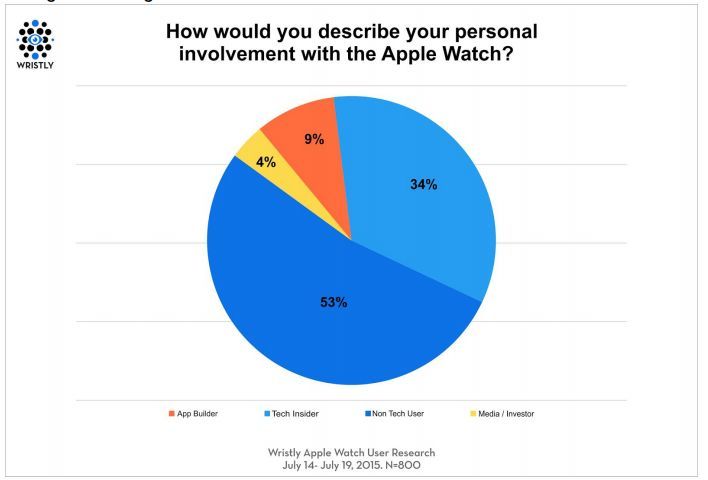 WRISTLY
How would you describe your personal
involvement with the Apple Watch?
9%
4%
34%
53%
App Builder
Tech Insider
Non Tech User
Media / Investor
Wristly Apple Watch User Research
July 14- July 19, 2015. N=800